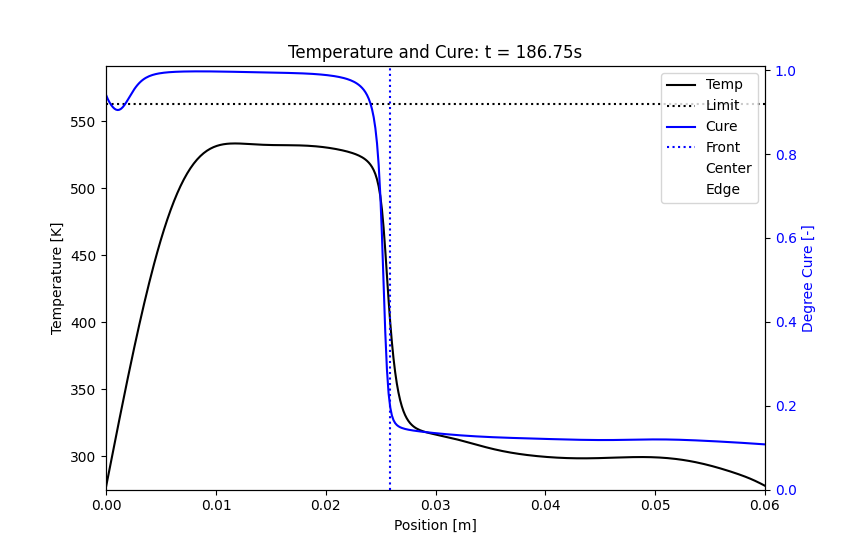 Temperature and Cure: t = 186.75s
Temperature [K]
550
500
450
400
350
300
Temp
Limit
Cure
Front
Center
Edge
1.0
0.8
0.6
0.4
0.2
0.0
Degree Cure [-]
0.00 0.01 0.02 0.03 0.04 0.05 0.06
Position [m]